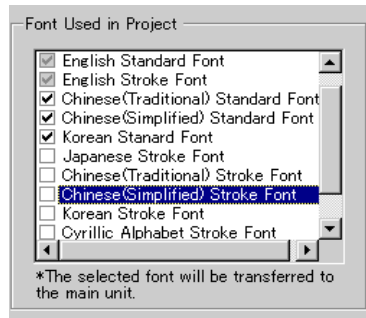 Font Used in Project
English Standard Font
English Stroke Font
Chinese(Traditional) Standard Font
Chinese(Simplified) Standard Font
Korean Stanard Font
Japanese Stroke Font
Chinese(Traditional) Stroke Font
Chinese(Simplified) Stroke Font
Korean Stroke Font
Cyrillic Alphabet Stroke Font
*The selected font will be transferred to
the main unit.